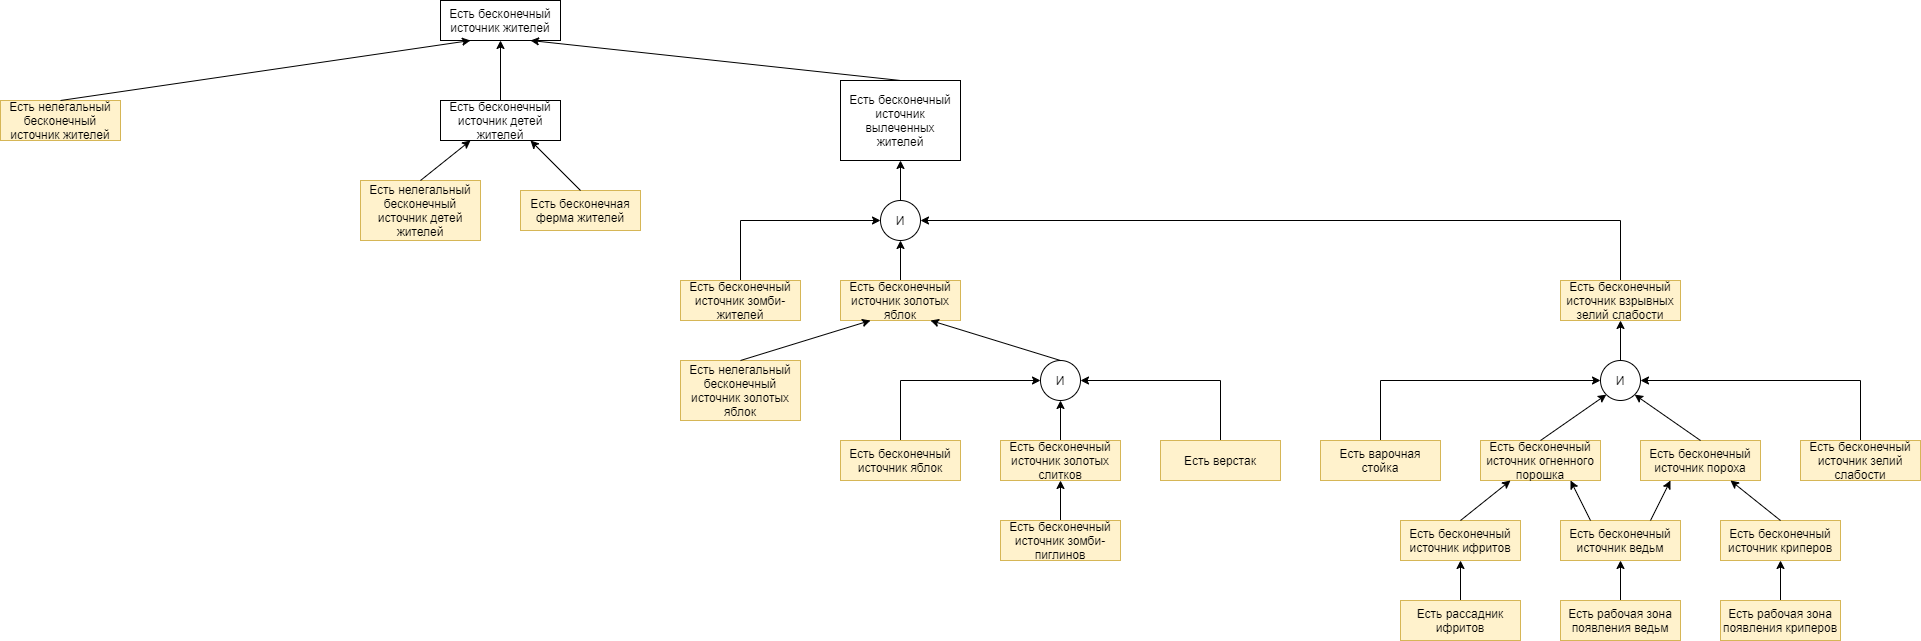 Есть бесконечный
источник жителей
Есть нелегальный
бесконечный
источник жителей
Есть бесконечный
источник детей
жителей
Есть бесконечный
источник
вылеченных
жителей
Есть нелегальный
бесконечный
источник детей
жителей
Есть бесконечная
ферма жителей
И
Есть бесконечный
источник зомби-
жителей
Есть бесконечный
источник золотых
яблок
Есть бесконечный
источник взрывных
зелий слабости
Есть нелегальный
бесконечный
источник золотых
яблок
И
И
Есть бесконечный
источник яблок
Есть бесконечный
источник золотых
слитков
Есть верстак
Есть варочная
стойка
Есть бесконечный
источник огненного
порошка
Есть бесконечный
источник пороха
Есть бесконечный
источник зелий
слабости
Есть бесконечный
источник зомби-
пиглинов
Есть бесконечный
источник ифритов
Есть бесконечный
источник ведьм
Есть бесконечный
источник криперов
Есть рассадник
ифритов
Есть рабочая зона
появления ведьм
Есть рабочая зона
появления криперов